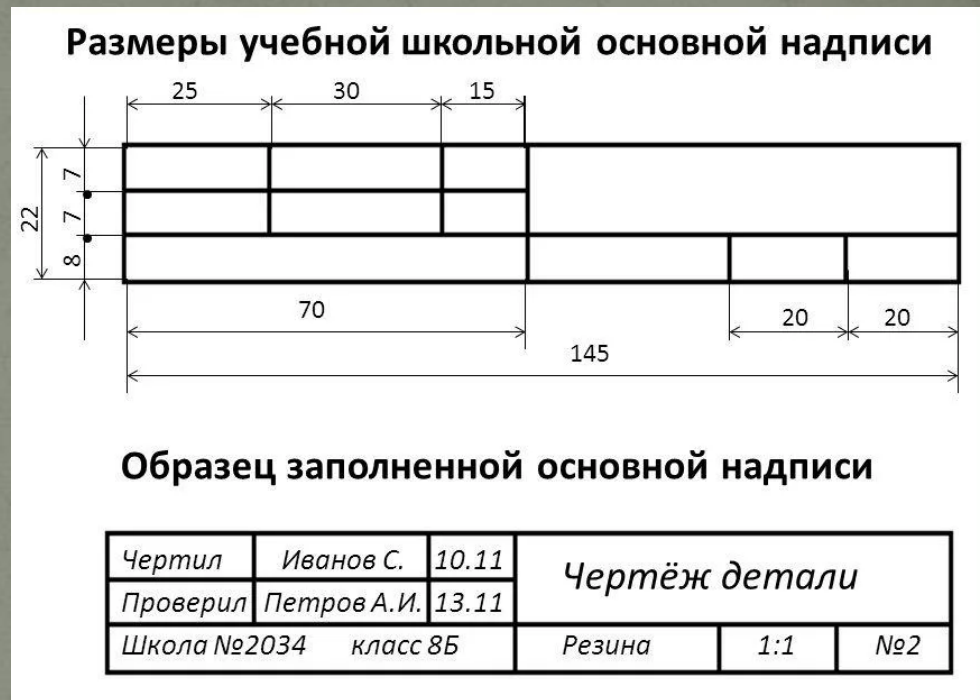 Размеры учебной школьной основной надписи
25 30 15
7
22 7
8
70
20 20
145
Образец заполненной основной надписи
Чертил Иванов С. 10.11 Чертёж детали
Проверил Петров А.И. 13.11
Школа №2034 класс 8Б Резина 1:1 №2